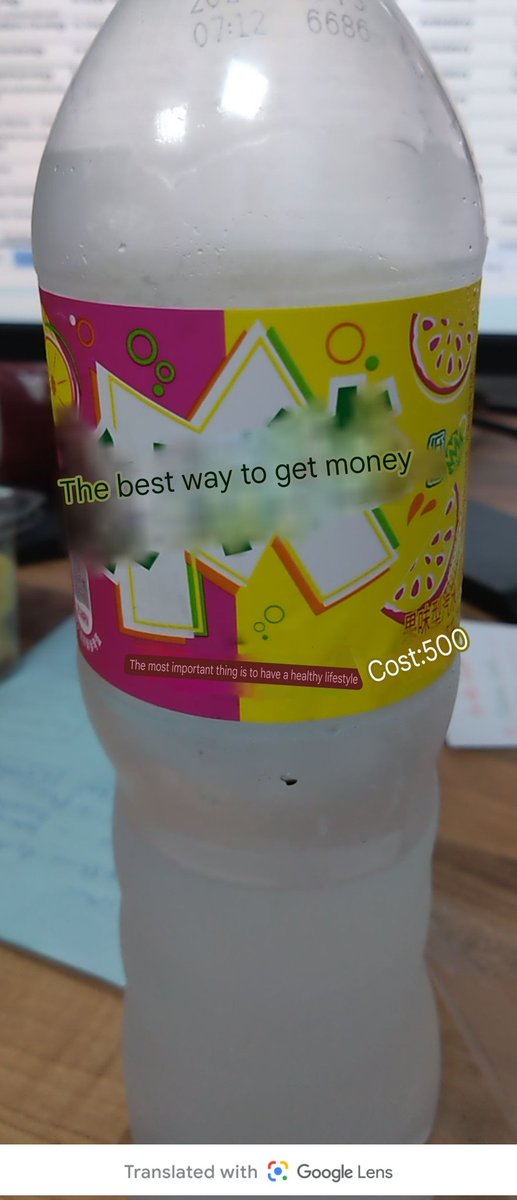 07:12 6686
The best way to get money
The most important thing is to have a healthy lifestyle
Cost:500
Translated with Google Lens